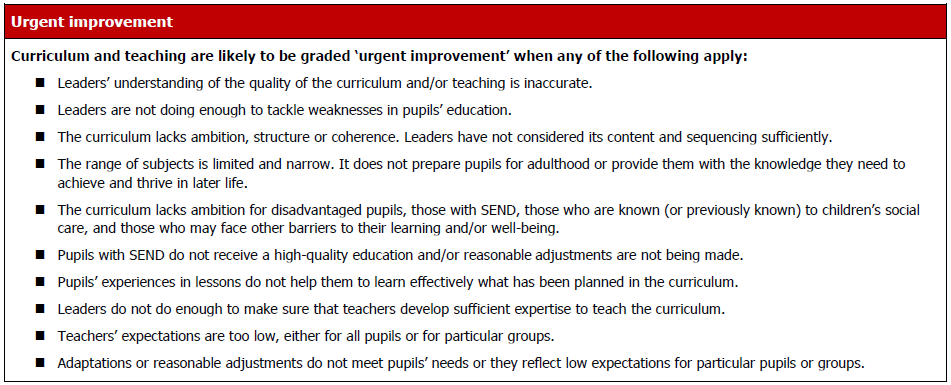 Urgent improvement
Curriculum and teaching are likely to be graded ‘urgent improvement’ when any of the following apply:
■ Leaders’ understanding of the quality of the curriculum and/or teaching is inaccurate.
■ Leaders are not doing enough to tackle weaknesses in pupils’ education.
■ The curriculum lacks ambition, structure or coherence. Leaders have not considered its content and sequencing sufficiently.
■ The range of subjects is limited and narrow. It does not prepare pupils for adulthood or provide them with the knowledge they need to
achieve and thrive in later life.
■ The curriculum lacks ambition for disadvantaged pupils, those with SEND, those who are known (or previously known) to children’s social
care, and those who may face other barriers to their learning and/or well-being.
■ Pupils with SEND do not receive a high-quality education and/or reasonable adjustments are not being made.
■ Pupils’ experiences in lessons do not help them to learn effectively what has been planned in the curriculum.
■ Leaders do not do enough to make sure that teachers develop sufficient expertise to teach the curriculum.
■ Teachers’ expectations are too low, either for all pupils or for particular groups.
■ Adaptations or reasonable adjustments do not meet pupils’ needs or they reflect low expectations for particular pupils or groups.